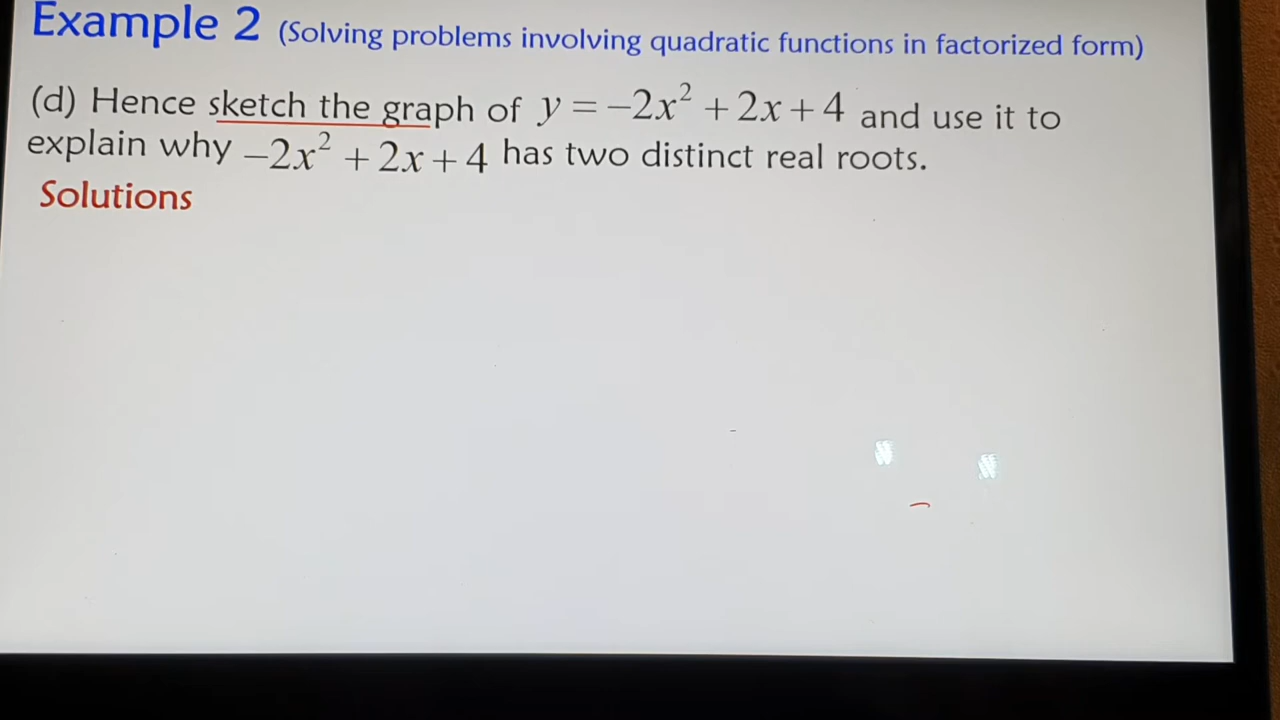 Example 2 (Solving problems involving quadratic functions in factorized form)
(d) Hence sketch the graph of y = −2x² + 2x + 4 and use it to
explain why −2x² + 2x + 4 has two distinct real roots.
Solutions